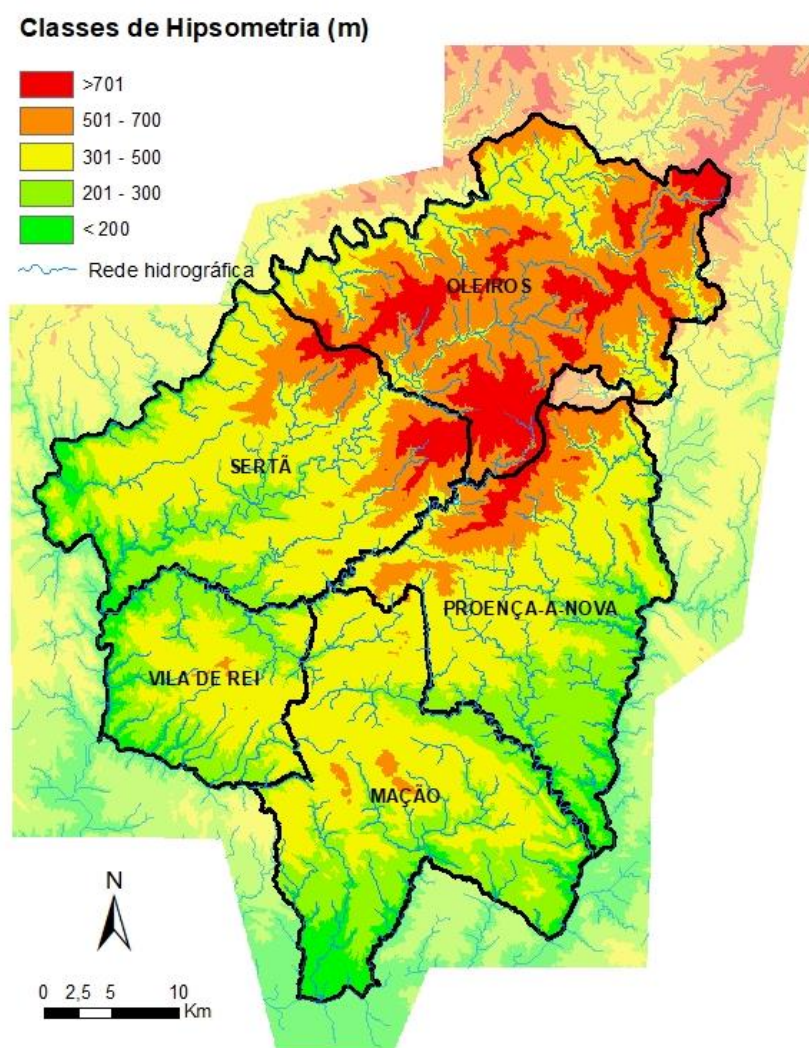 Classes de Hipsometria (m)
>701
501 - 700
301 - 500
201 - 300
< 200
Rede hidrográfica
OLEIROS
SERTÃ
PROENÇA-A-NOVA
VILA DE REI
MAÇÃO
N
0 2,5 5 10
Km